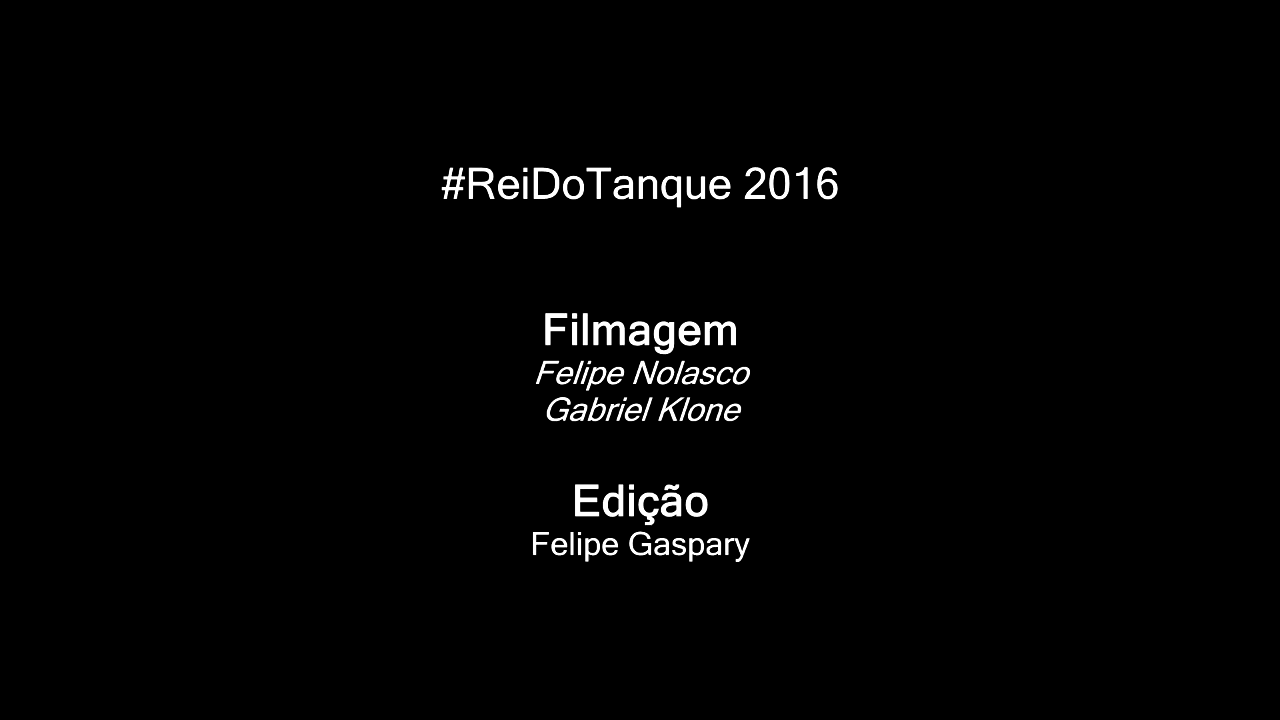 #ReiDoTanque 2016
Filmagem
Felipe Nolasco
Gabriel Klone
Edição
Felipe Gaspary